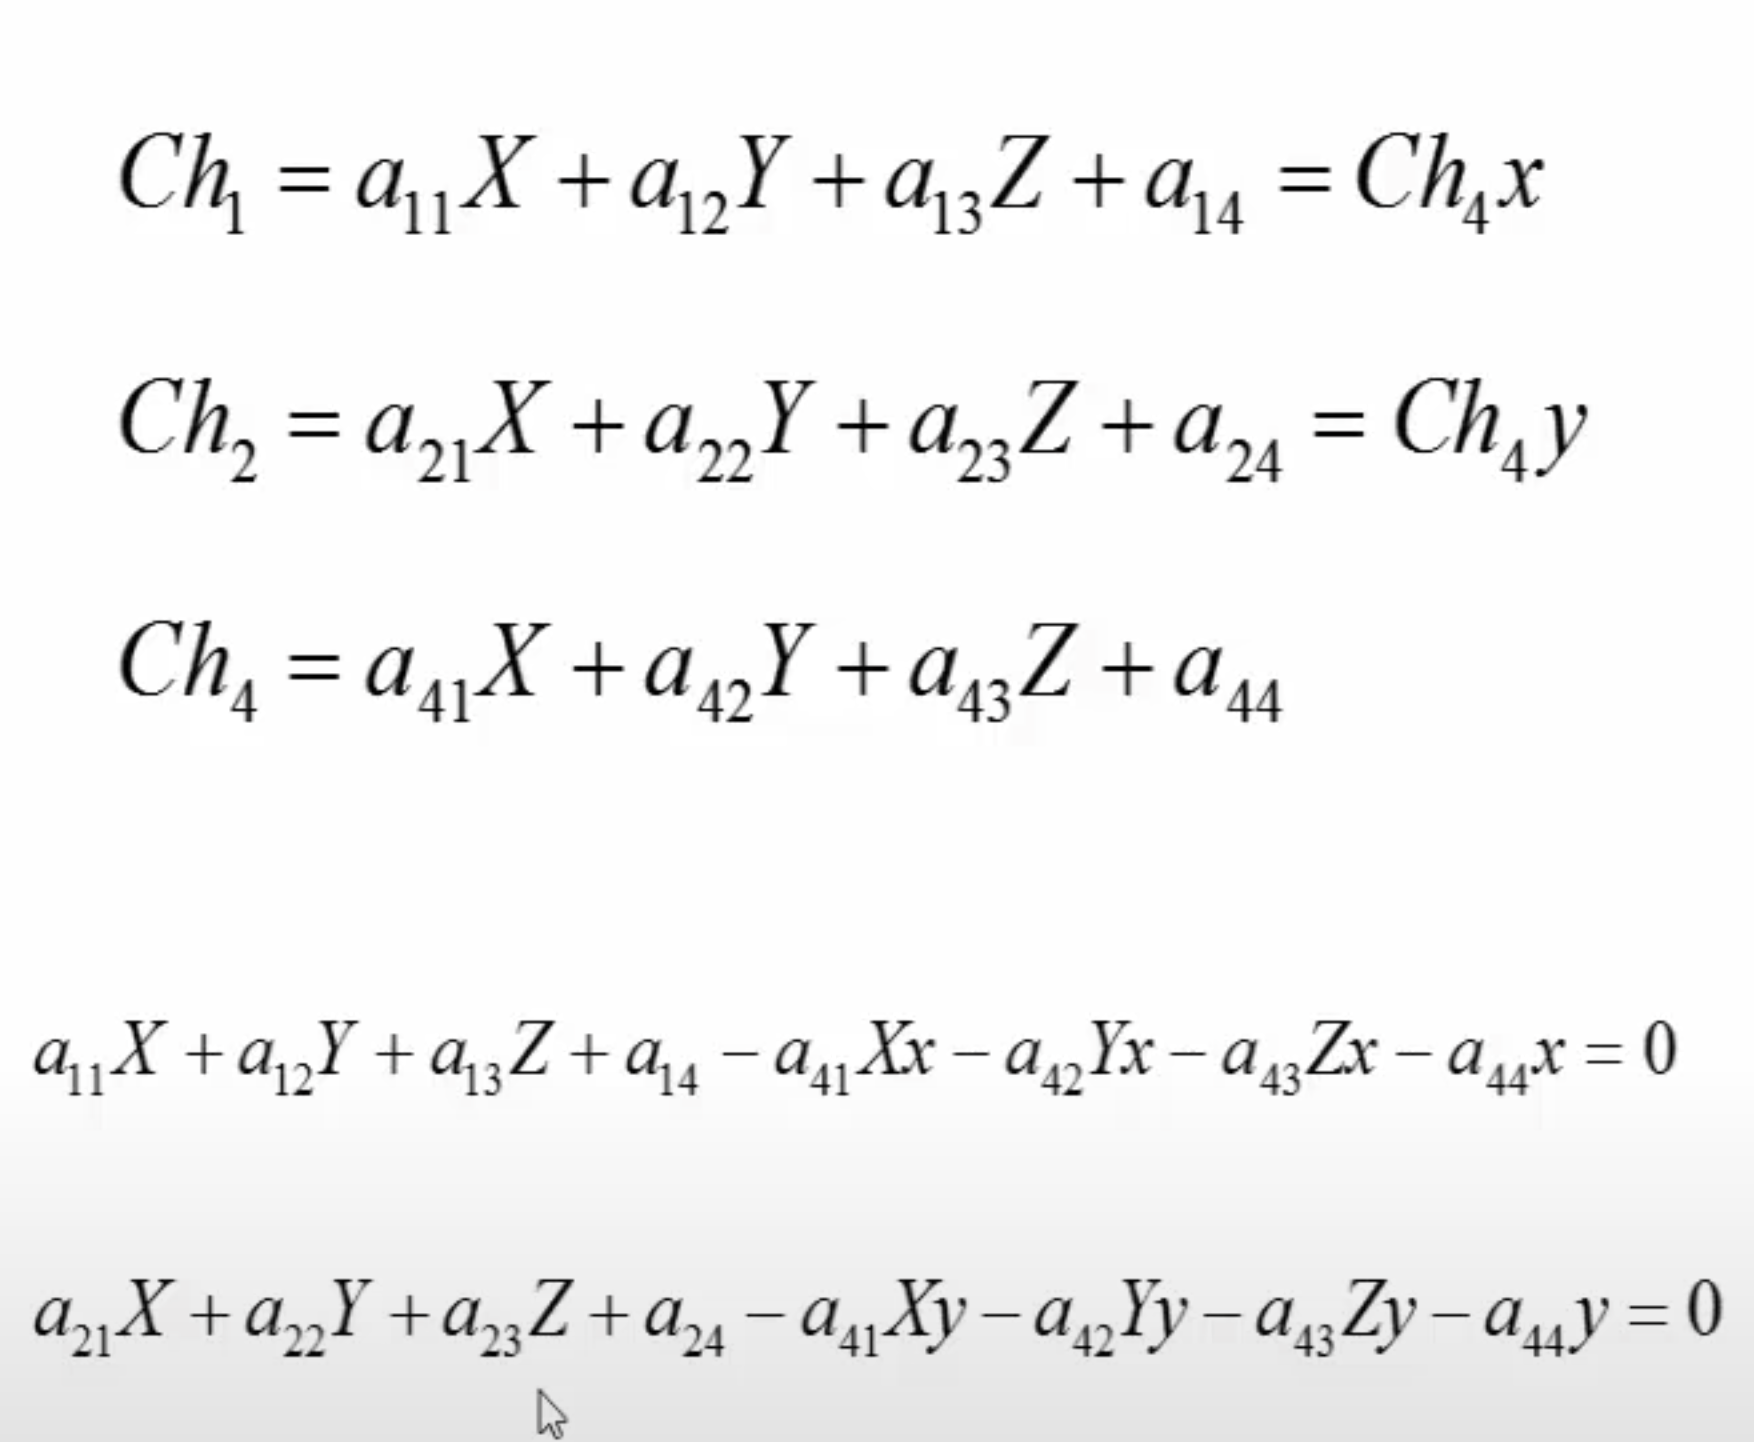 Ch₁ = a₁₁X + a₁₂Y + a₁₃Z + a₁₄ = Ch₄x
Ch₂ = a₂₁X + a₂₂Y + a₂₃Z + a₂₄ = Ch₄y
Ch₄ = a₄₁X + a₄₂Y + a₄₃Z + a₄₄
a₁₁X + a₁₂Y + a₁₃Z + a₁₄ − a₄₁Xx − a₄₂Yx − a₄₃Zx − a₄₄x = 0
a₂₁X + a₂₂Y + a₂₃Z + a₂₄ − a₄₁Xy − a₄₂Yy − a₄₃Zy − a₄₄y = 0